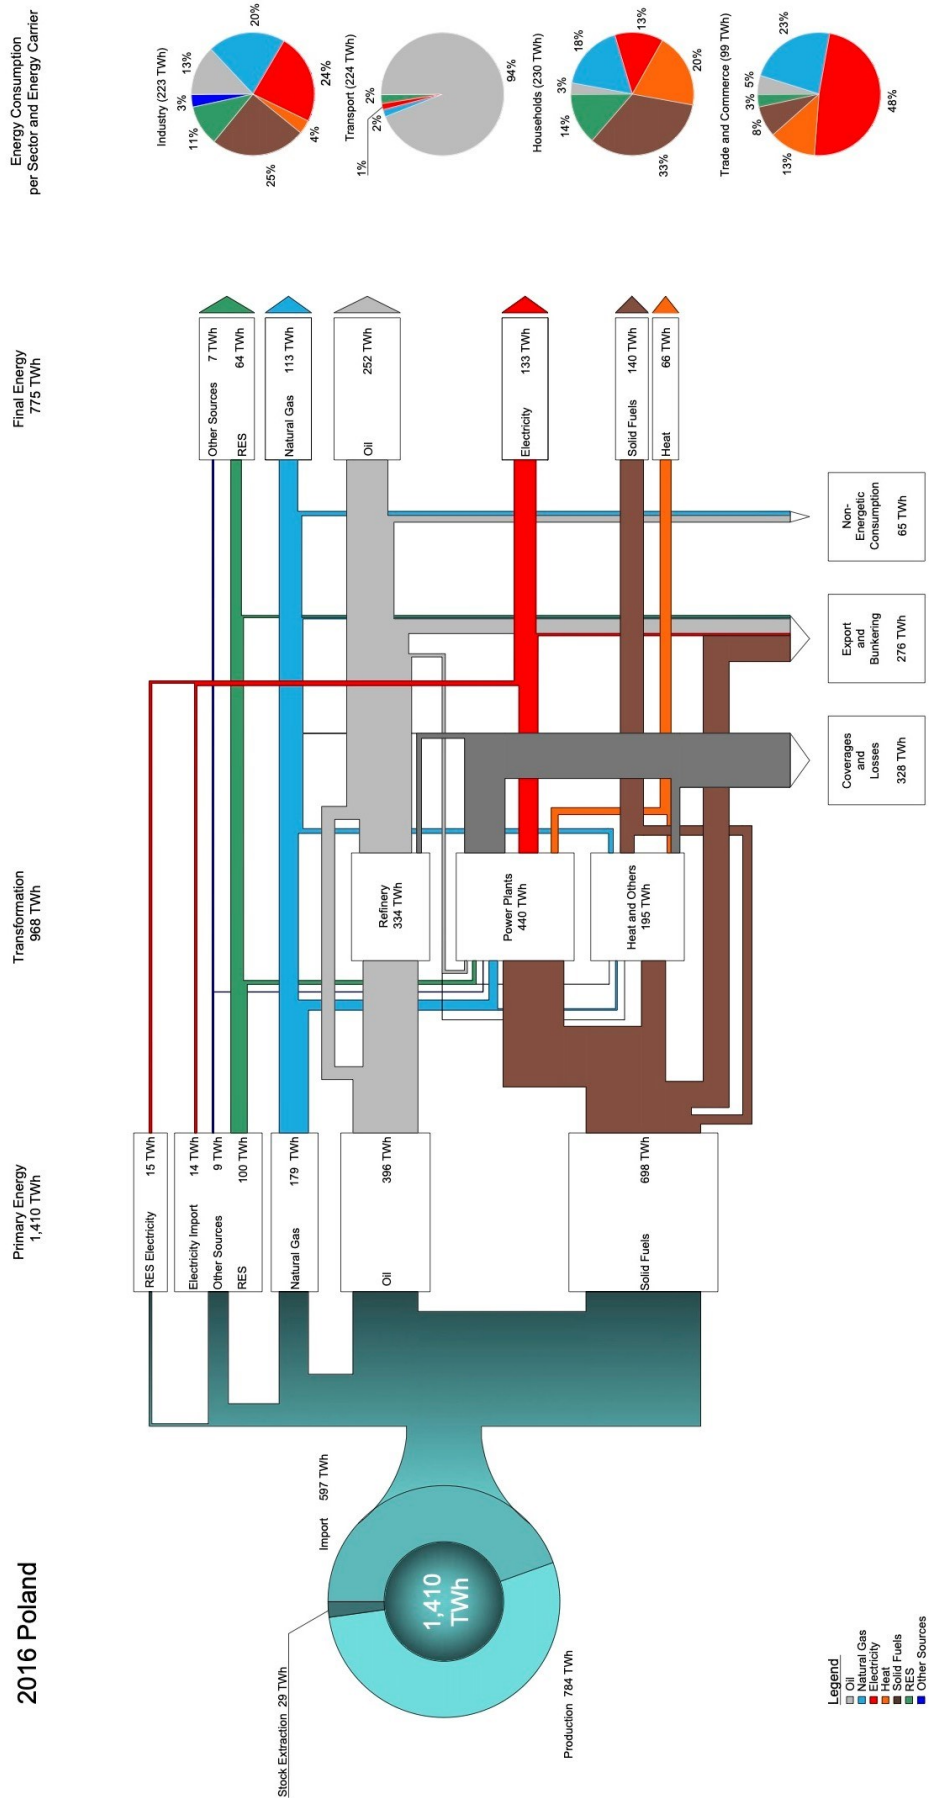 2016 Poland
Primary Energy
1,410 TWh
Transformation
968 TWh
Final Energy
775 TWh
Energy Consumption
per Sector and Energy Carrier
Stock Extraction 29 TWh
Import 597 TWh
1,410
TWh
Production 784 TWh
RES Electricity 15 TWh
Electricity Import 14 TWh
Other Sources 9 TWh
RES 100 TWh
Natural Gas 179 TWh
Oil 396 TWh
Solid Fuels 698 TWh
Refinery
334 TWh
Power Plants
440 TWh
Heat and Others
195 TWh
Other Sources 7 TWh
RES 64 TWh
Natural Gas 113 TWh
Oil 252 TWh
Electricity 133 TWh
Solid Fuels 140 TWh
Heat 66 TWh
Coverages
and
Losses
328 TWh
Export
and
Bunkering
276 TWh
Non-
Energetic
Consumption
65 TWh
Industry (223 TWh)
13%
20%
24%
4%
25%
11%
3%
Transport (224 TWh)
94%
2%
1%
2%
Households (230 TWh)
3%
18%
13%
20%
33%
14%
Trade and Commerce (99 TWh)
5%
23%
48%
13%
8%
3%
Legend
Oil
Natural Gas
Electricity
Heat
Solid Fuels
RES
Other Sources